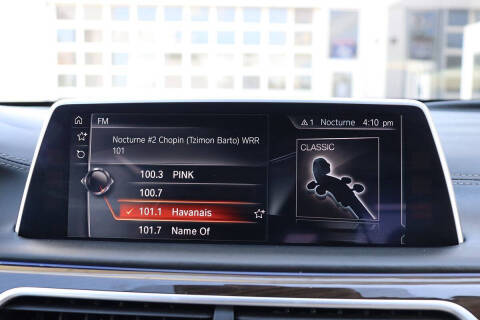 FM
⚠1 Nocturne 4:10 pm
Nocturne #2 Chopin (Tzimon Barto) WRR
101
100.3 PINK
100.7
101.1 Havanais
101.7 Name Of
CLASSIC